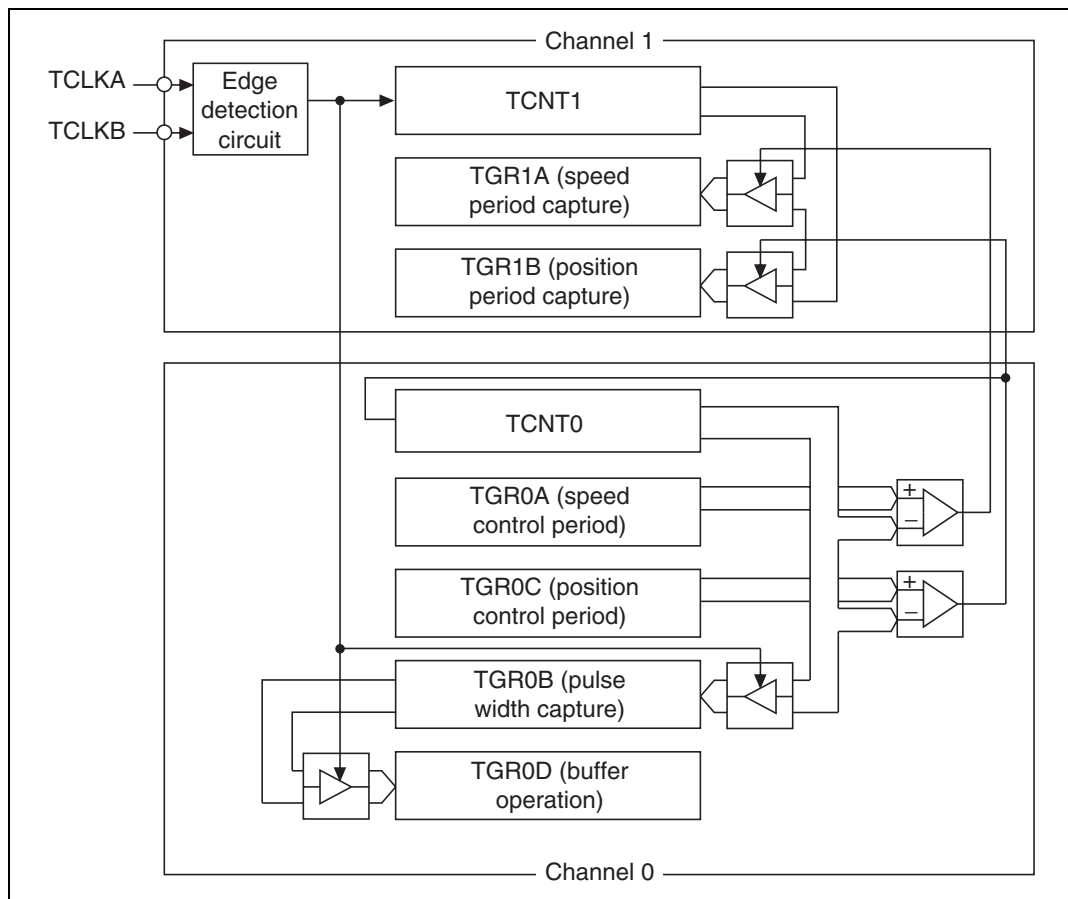 Channel 1
TCLKA
TCLKB
Edge
detection
circuit
TCNT1
TGR1A (speed
period capture)
TGR1B (position
period capture)
TCNT0
TGR0A (speed
control period)
+
−
TGR0C (position
control period)
+
−
TGR0B (pulse
width capture)
TGR0D (buffer
operation)
Channel 0